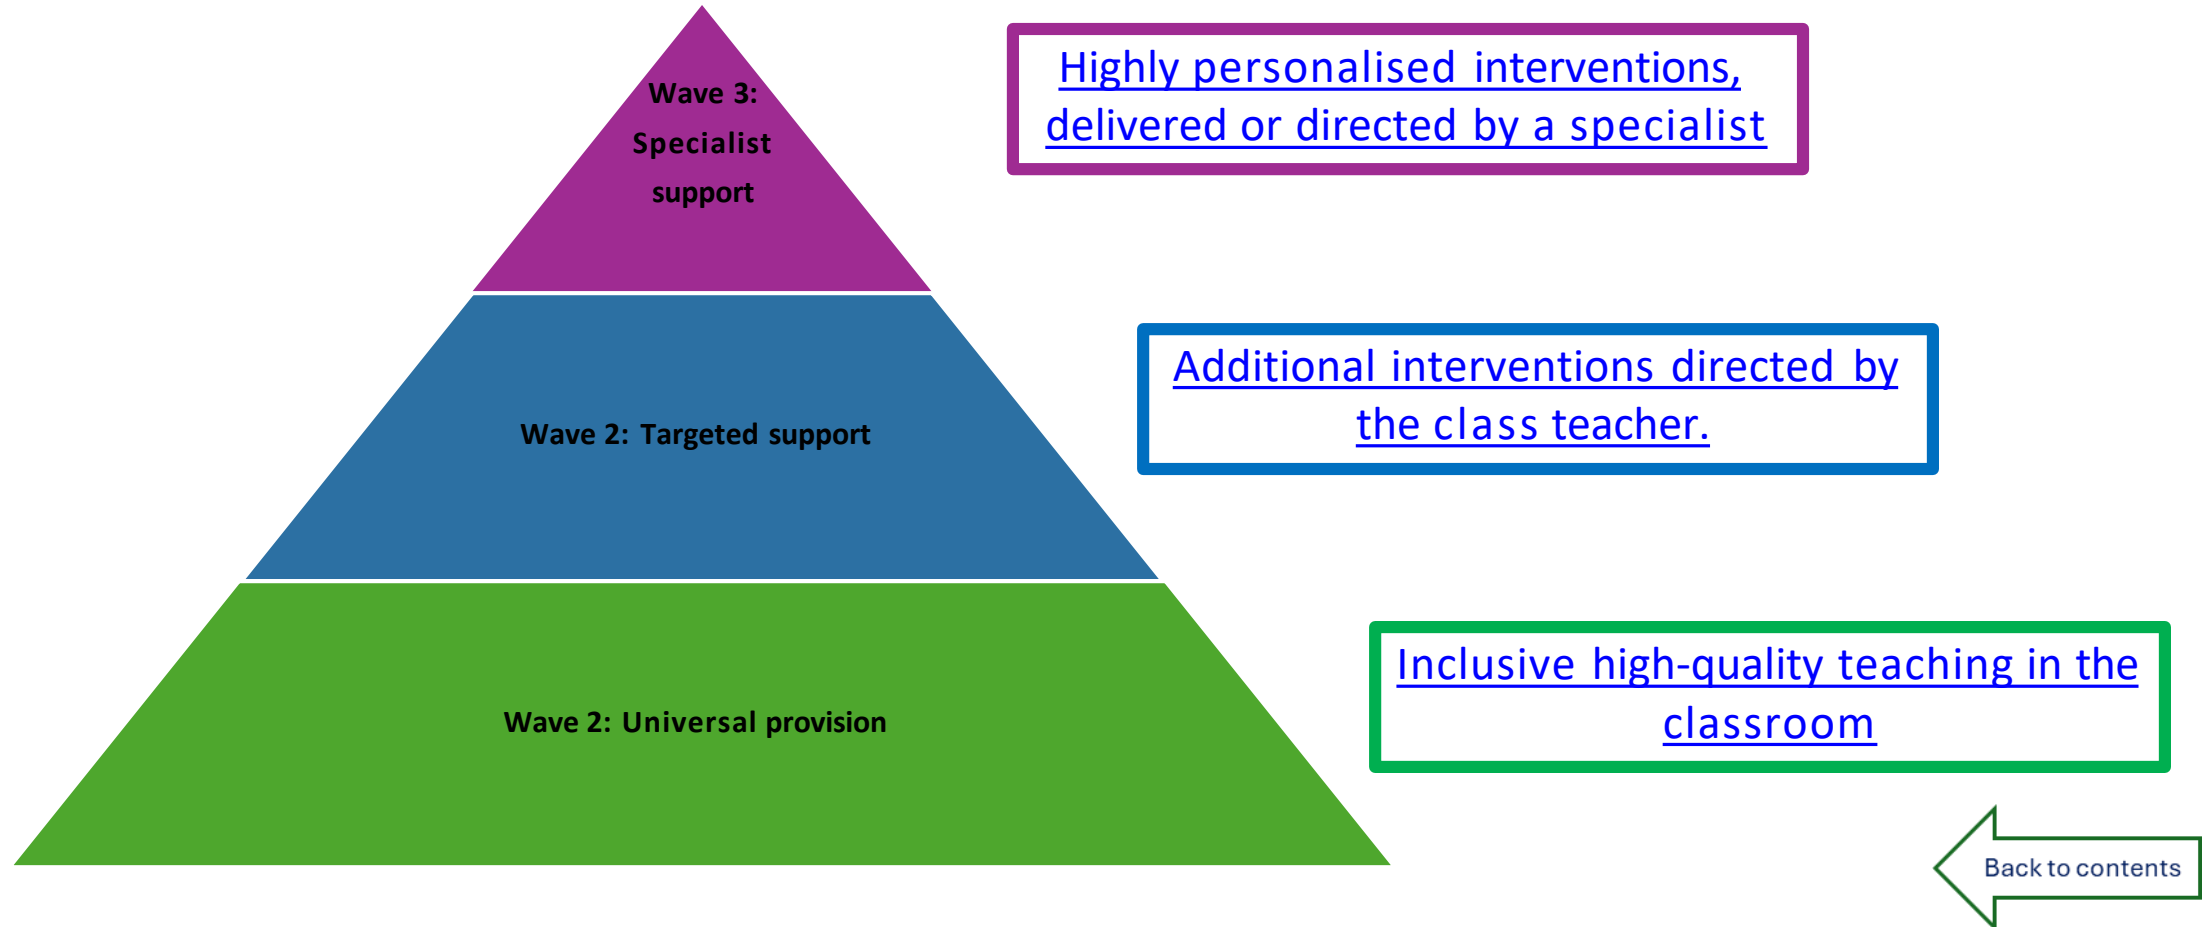 Wave 3:
Specialist
support
Highly personalised interventions,
delivered or directed by a specialist
Wave 2: Targeted support
Additional interventions directed by
the class teacher.
Wave 2: Universal provision
Inclusive high-quality teaching in the
classroom
Back to contents